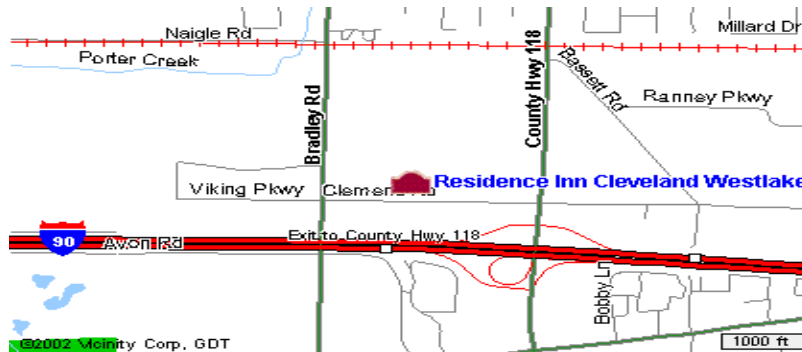 Naigle Rd
Millard Dr
Porter Creek
Bradley Rd
County Hwy 118
Bassett Rd
Ranney Pkwy
Residence Inn Cleveland Westlake
Viking Pkwy
Exit to County Hwy 118
90
Avon Rd
Bobby Ln
©2002 Vicinity Corp, GDT
1000 ft